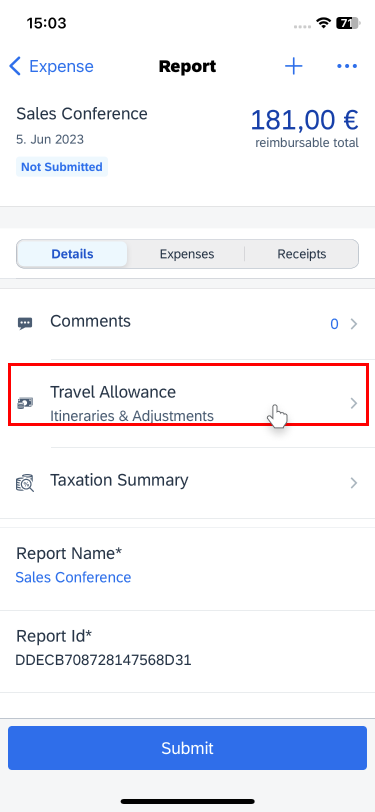 15:03
71
Expense
Report
Sales Conference
181,00 €
5. Jun 2023
reimbursable total
Not Submitted
Details
Expenses
Receipts
Comments
0
Travel Allowance
Itineraries & Adjustments
Taxation Summary
Report Name*
Sales Conference
Report Id*
DDECB708728147568D31
Submit